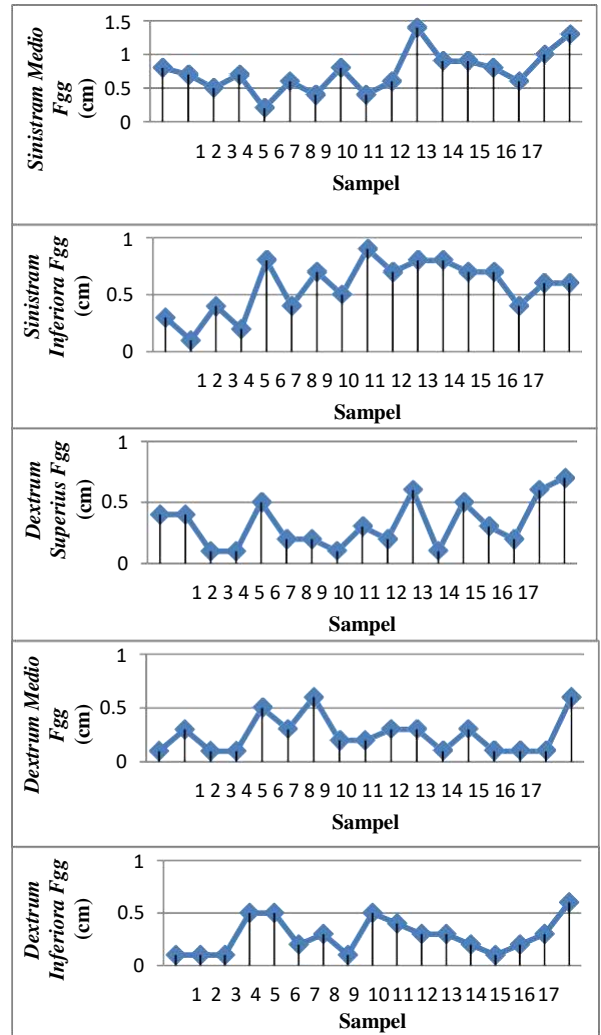 Sinistram Medio
Fgg
(cm)
1.5
1
0.5
0
1 2 3 4 5 6 7 8 9 10 11 12 13 14 15 16 17
Sampel
Sinistram
Inferiora Fgg
(cm)
1
0.5
0
1 2 3 4 5 6 7 8 9 10 11 12 13 14 15 16 17
Sampel
Dextrum
Superius Fgg
(cm)
1
0.5
0
1 2 3 4 5 6 7 8 9 10 11 12 13 14 15 16 17
Sampel
Dextrum Medio
Fgg
(cm)
1
0.5
0
1 2 3 4 5 6 7 8 9 10 11 12 13 14 15 16 17
Sampel
Dextrum
Inferiora Fgg
(cm)
1
0.5
0
1 2 3 4 5 6 7 8 9 10 11 12 13 14 15 16 17
Sampel